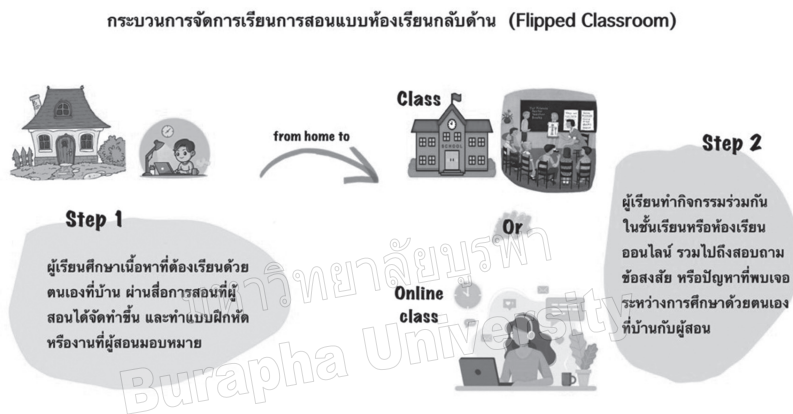 กระบวนการจัดการเรียนการสอนแบบห้องเรียนกลับด้าน (Flipped Classroom)
from home to
Class
SCHOOL
Step 1
ผู้เรียนศึกษาเนื้อหาที่ต้องเรียนด้วย
ตนเองที่บ้าน ผ่านสื่อการสอนที่ผู้
สอนได้จัดทำขึ้น และทำแบบฝึกหัด
หรืองานที่ผู้สอนมอบหมาย
Or
Online
class
Step 2
ผู้เรียนทำกิจกรรมร่วมกัน
ในชั้นเรียนหรือห้องเรียน
ออนไลน์ รวมไปถึงสอบถาม
ข้อสงสัย หรือปัญหาที่พบเจอ
ระหว่างการศึกษาด้วยตนเอง
ที่บ้านกับผู้สอน
มหาวิทยาลัยบูรพา
Burapha University